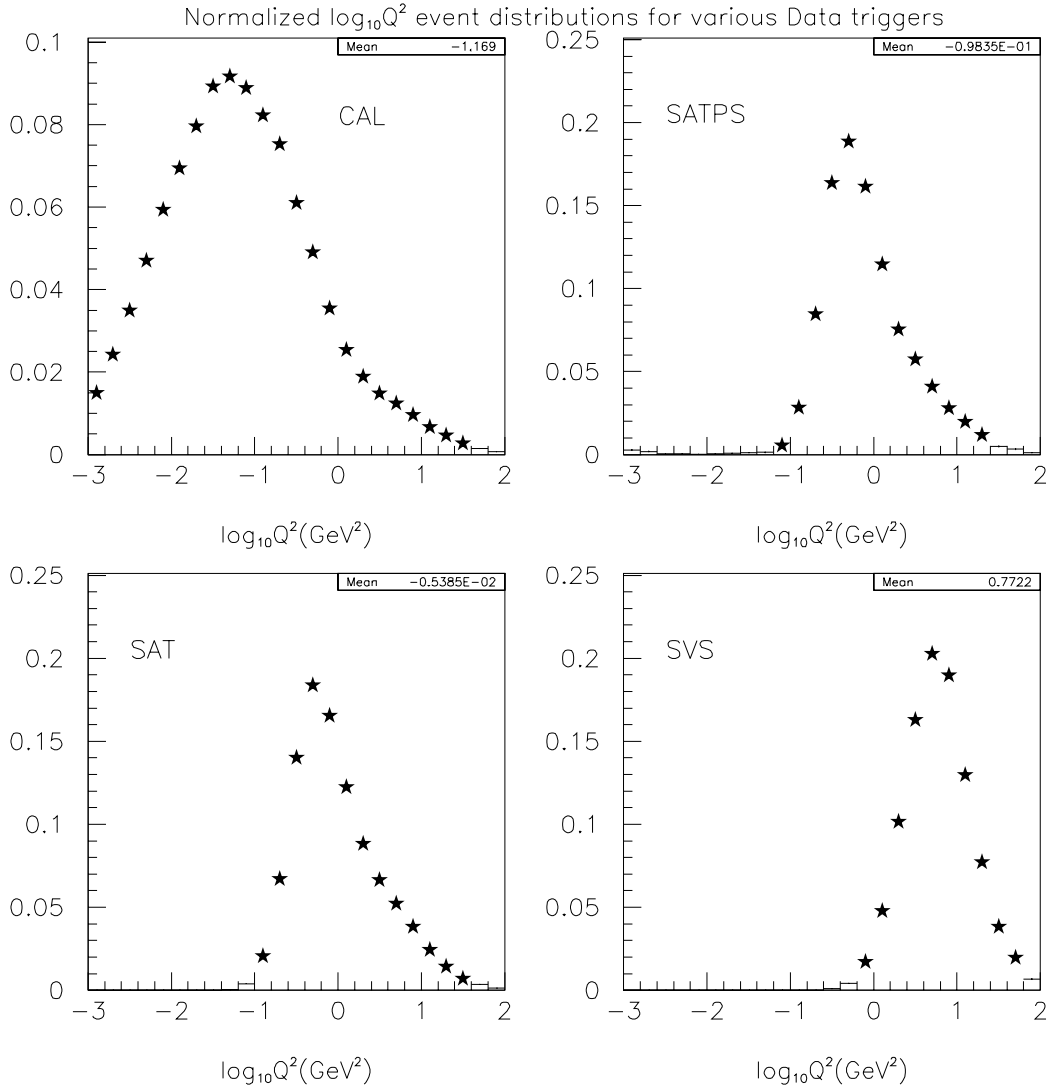 Normalized log₁₀Q² event distributions for various Data triggers
Mean -1.169
CAL
0.1
0.08
0.06
0.04
0.02
0
−3 −2 −1 0 1 2
log₁₀Q²(GeV²)
Mean -0.9835E-01
SATPS
0.25
0.2
0.15
0.1
0.05
0
−3 −2 −1 0 1 2
log₁₀Q²(GeV²)
Mean -0.5385E-02
SAT
0.25
0.2
0.15
0.1
0.05
0
−3 −2 −1 0 1 2
log₁₀Q²(GeV²)
Mean 0.7722
SVS
0.25
0.2
0.15
0.1
0.05
0
−3 −2 −1 0 1 2
log₁₀Q²(GeV²)